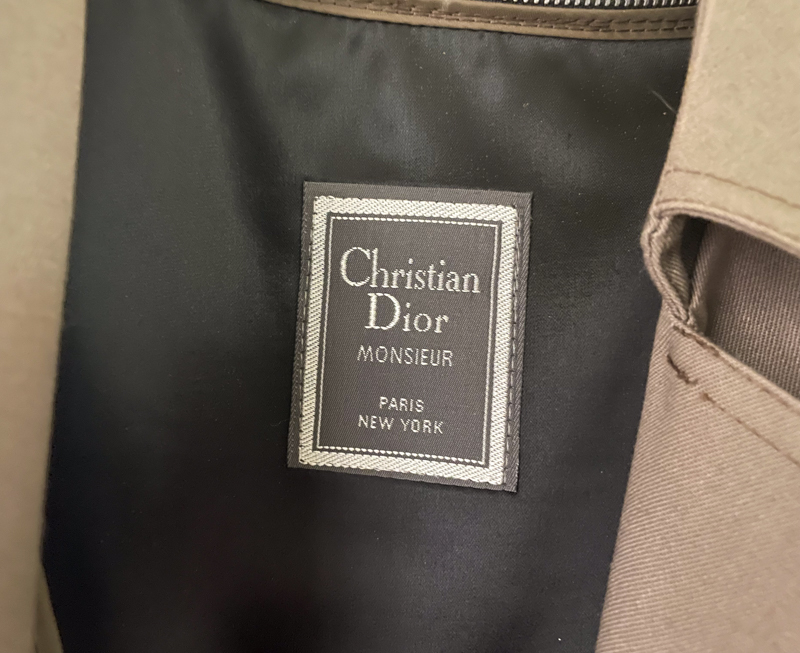 Christian
Dior
MONSIEUR
PARIS
NEW YORK